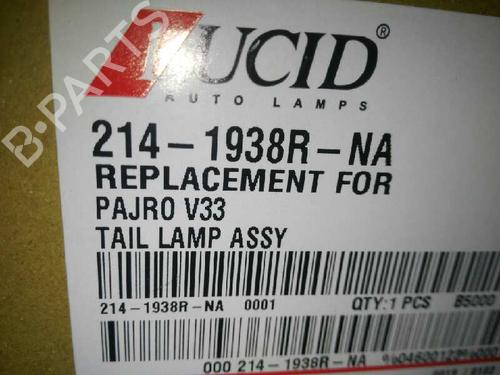 LUCID®
AUTO LAMPS
214-1938R-NA
REPLACEMENT FOR
PAJRO V33
TAIL LAMP ASSY
214-1938R-NA 0001 QTY:1 PCS
000 214-1938R-NA
B-PARTS